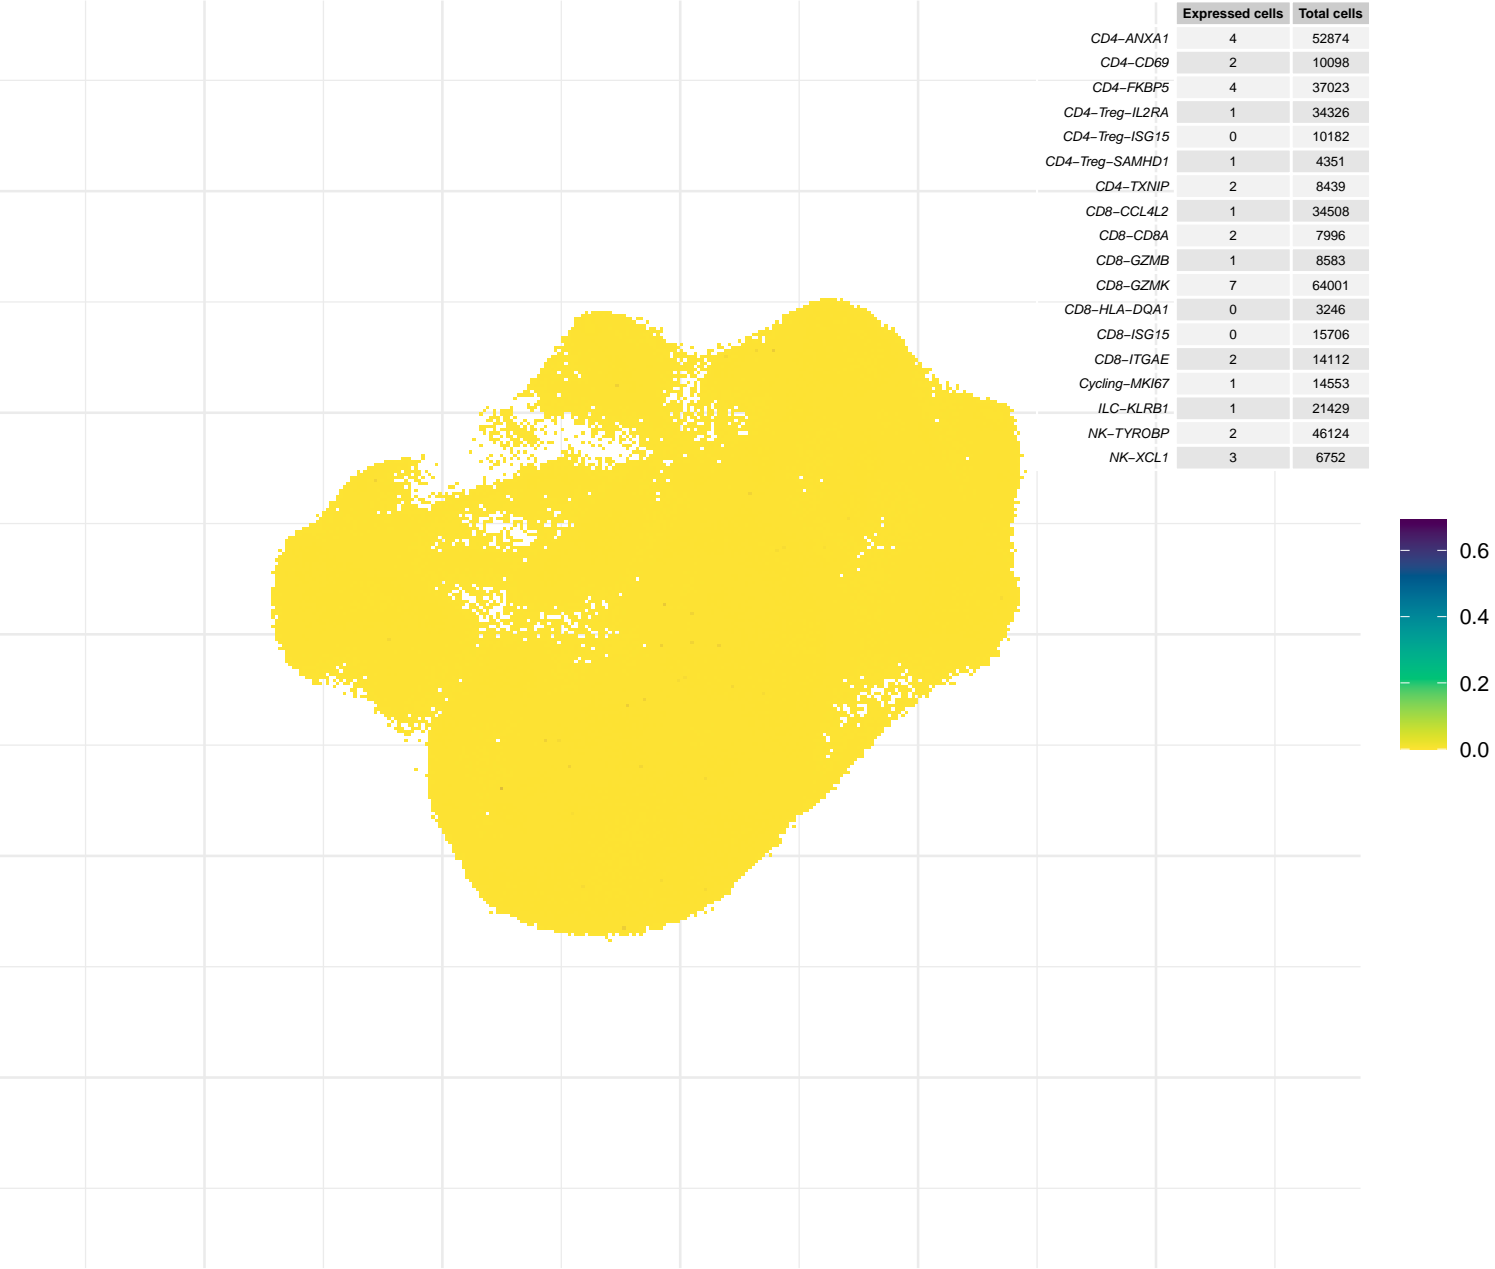 Expressed cells Total cells
CD4−ANXA1 4 52874
CD4−CD69 2 10098
CD4−FKBP5 4 37023
CD4−Treg−IL2RA 1 34326
CD4−Treg−ISG15 0 10182
CD4−Treg−SAMHD1 1 4351
CD4−TXNIP 2 8439
CD8−CCL4L2 1 34508
CD8−CD8A 2 7996
CD8−GZMB 1 8583
CD8−GZMK 7 64001
CD8−HLA−DQA1 0 3246
CD8−ISG15 0 15706
CD8−ITGAE 2 14112
Cycling−MKI67 1 14553
ILC−KLRB1 1 21429
NK−TYROBP 2 46124
NK−XCL1 3 6752
0.6
0.4
0.2
0.0